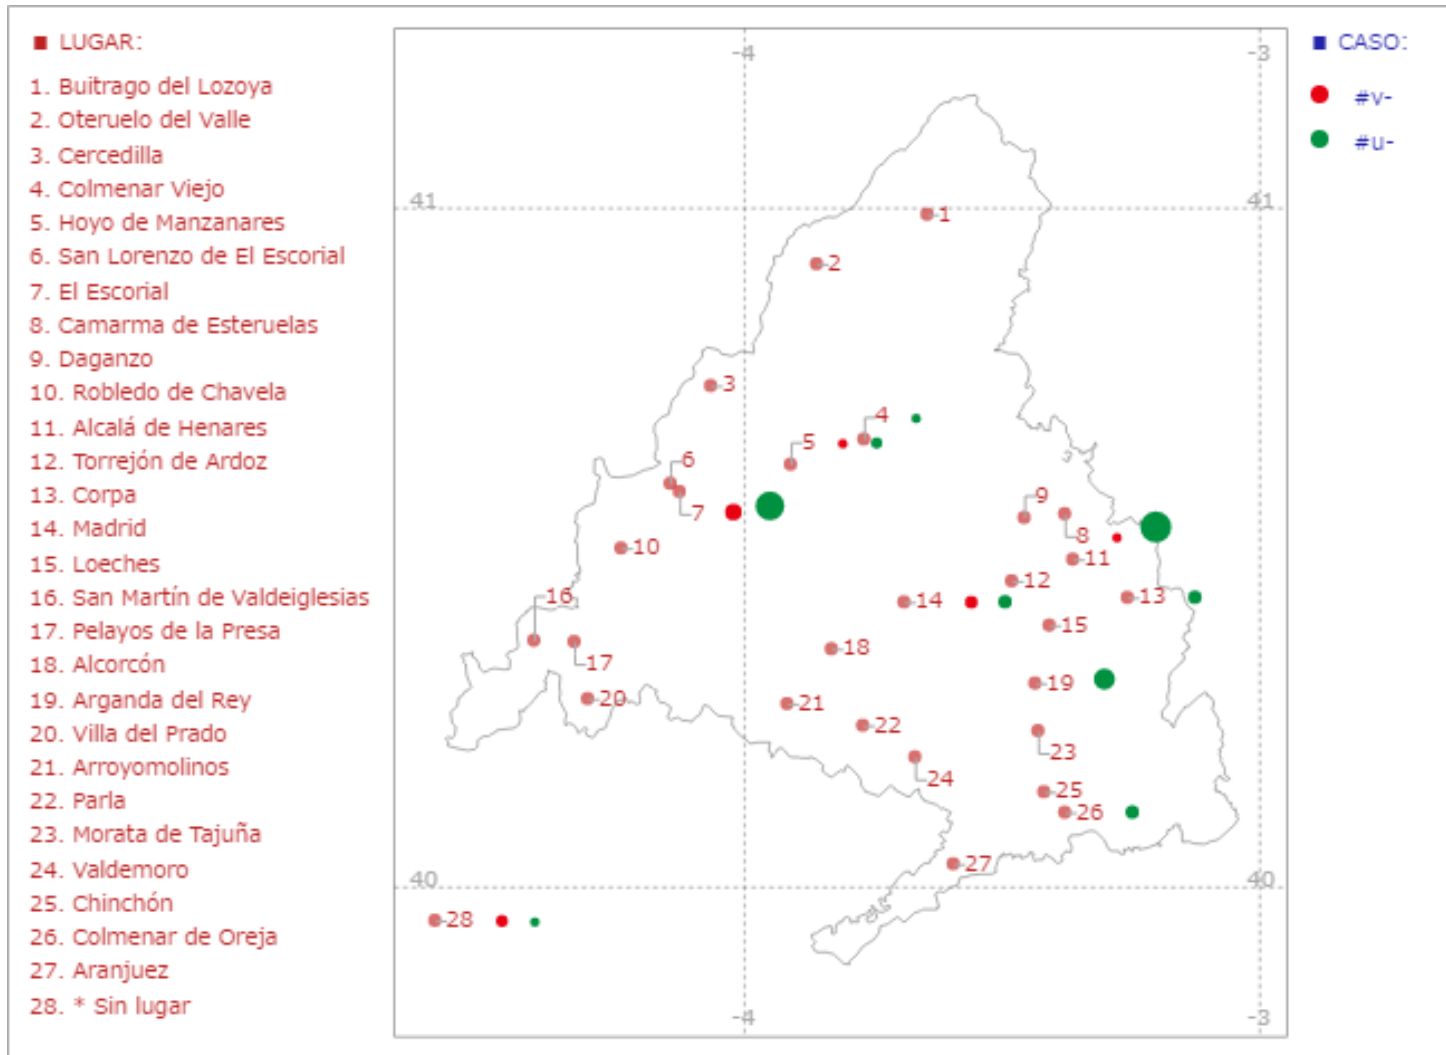 LUGAR:
1. Buitrago del Lozoya
2. Oteruelo del Valle
3. Cercedilla
4. Colmenar Viejo
5. Hoyo de Manzanares
6. San Lorenzo de El Escorial
7. El Escorial
8. Camarma de Esteruelas
9. Daganzo
10. Robledo de Chavela
11. Alcalá de Henares
12. Torrejón de Ardoz
13. Corpa
14. Madrid
15. Loeches
16. San Martín de Valdeiglesias
17. Pelayos de la Presa
18. Alcorcón
19. Arganda del Rey
20. Villa del Prado
21. Arroyomolinos
22. Parla
23. Morata de Tajuña
24. Valdemoro
25. Chinchón
26. Colmenar de Oreja
27. Aranjuez
28. * Sin lugar
-4 -3
41 41
1
2
3
4
5
6
7
9
8
10
11
12
16
14
13
15
18
17
19
20
21
22
23
24
25
26
27
40 40
28
-4 -3
CASO:
#v-
#u-